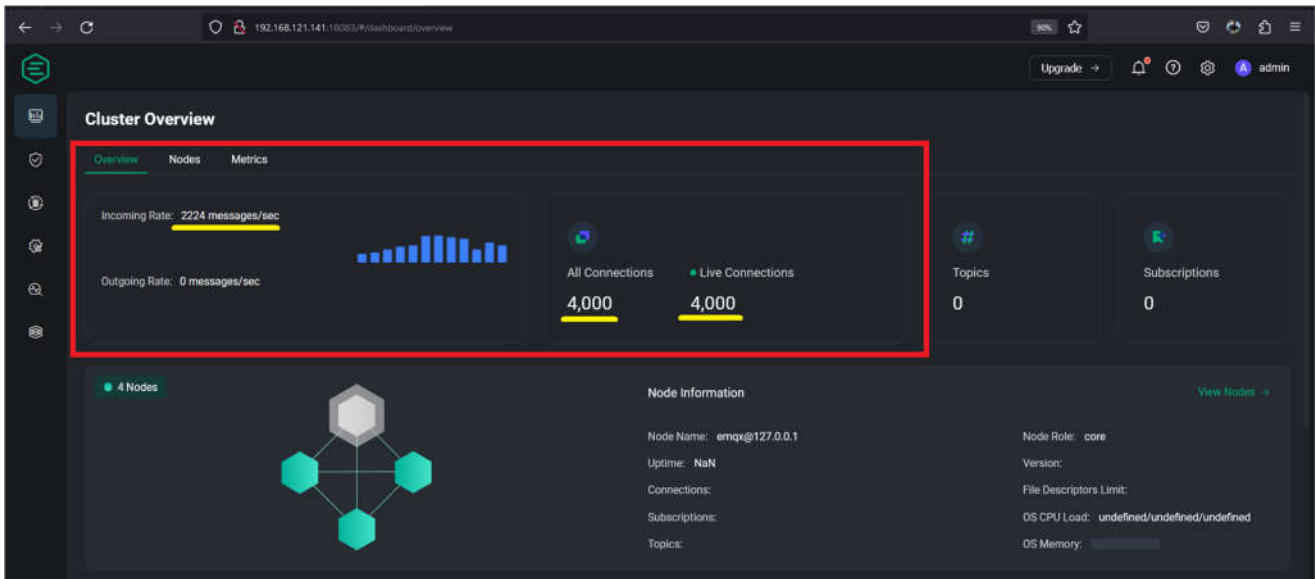 192.168.121.141:18083/#/dashboard/overview
90%
Upgrade →
A admin
Cluster Overview
Overview Nodes Metrics
Incoming Rate: 2224 messages/sec
Outgoing Rate: 0 messages/sec
All Connections Live Connections
4,000 4,000
Topics
0
Subscriptions
0
4 Nodes
Node Information
View Nodes →
Node Name: emqx@127.0.0.1
Node Role: core
Uptime: NaN
Version:
Connections:
File Descriptors Limit:
Subscriptions:
OS CPU Load: undefined/undefined/undefined
Topics:
OS Memory: